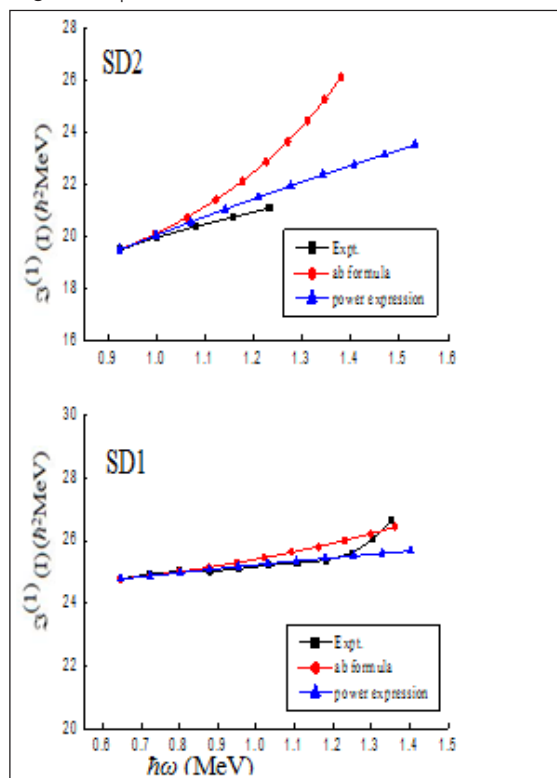 SD2
28
26
24
22
20
18
16
ℑ⁽¹⁾(I)(ħ²MeV)
Expt.
ab formula
power expression
0.9 1.0 1.1 1.2 1.3 1.4 1.5 1.6
SD1
30
28
26
24
22
20
ℑ⁽¹⁾(I)(ħ²MeV)
Expt.
ab formula
power expression
0.6 0.7 0.8 0.9 1.0 1.1 1.2 1.3 1.4 1.5
ħω (MeV)